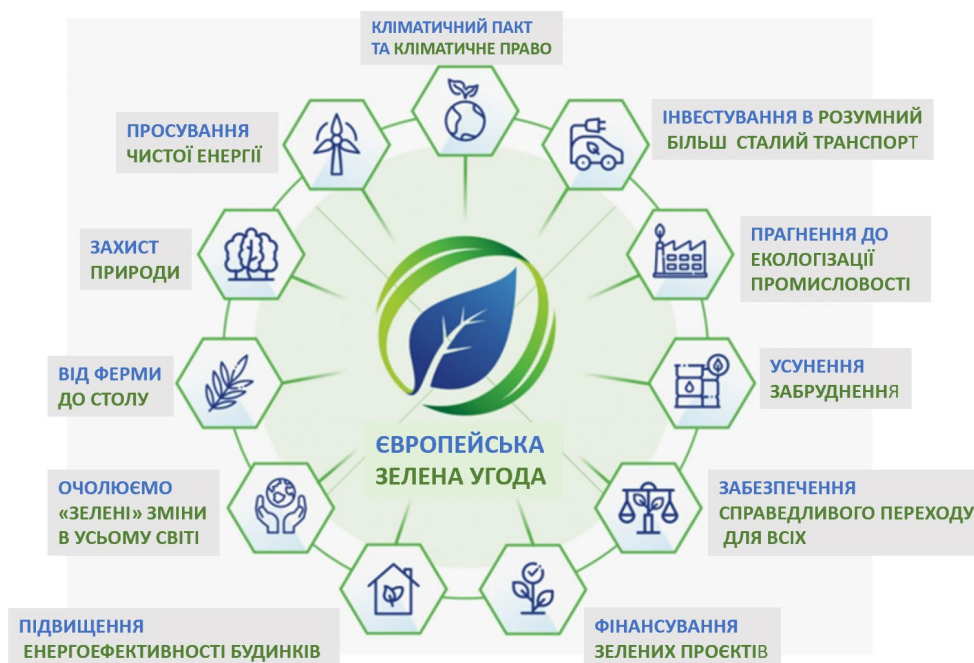 КЛІМАТИЧНИЙ ПАКТ
ТА КЛІМАТИЧНЕ ПРАВО
ІНВЕСТУВАННЯ В РОЗУМНИЙ
БІЛЬШ СТАЛИЙ ТРАНСПОРТ
ПРАГНЕННЯ ДО
ЕКОЛОГІЗАЦІЇ
ПРОМИСЛОВОСТІ
УСУНЕННЯ
ЗАБРУДНЕННЯ
ЗАБЕЗПЕЧЕННЯ
СПРАВЕДЛИВОГО ПЕРЕХОДУ
ДЛЯ ВСІХ
ФІНАНСУВАННЯ
ЗЕЛЕНИХ ПРОЄКТІВ
ПІДВИЩЕННЯ
ЕНЕРГОЕФЕКТИВНОСТІ БУДИНКІВ
ОЧОЛЮЄМО
«ЗЕЛЕНІ» ЗМІНИ
В УСЬОМУ СВІТІ
ВІД ФЕРМИ
ДО СТОЛУ
ЗАХИСТ
ПРИРОДИ
ПРОСУВАННЯ
ЧИСТОЇ ЕНЕРГІЇ
ЄВРОПЕЙСЬКА
ЗЕЛЕНА УГОДА